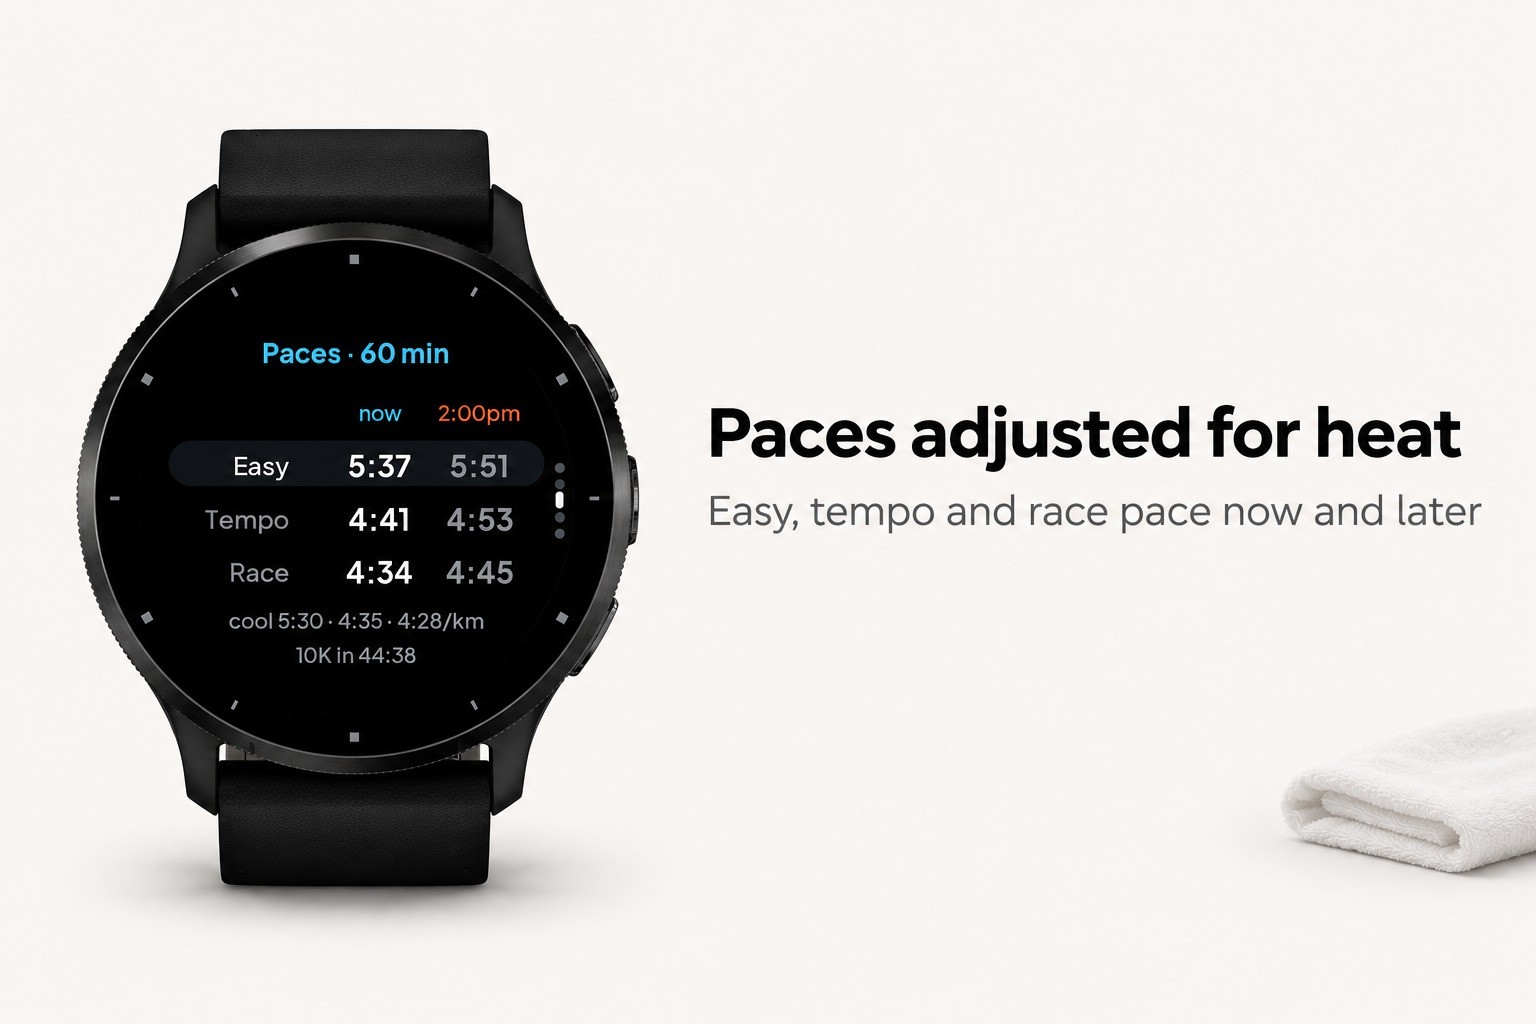 Paces · 60 min
now 2:00pm
Easy 5:37 5:51
Tempo 4:41 4:53
Race 4:34 4:45
cool 5:30 · 4:35 · 4:28/km
10K in 44:38
Paces adjusted for heat
Easy, tempo and race pace now and later